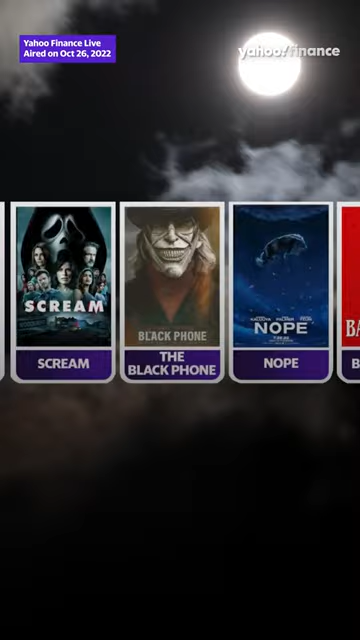 Yahoo Finance Live
Aired on Oct 26, 2022
yahoo!finance
SCREAM
BLACK PHONE
NOPE
SCREAM
THE
BLACK PHONE
NOPE